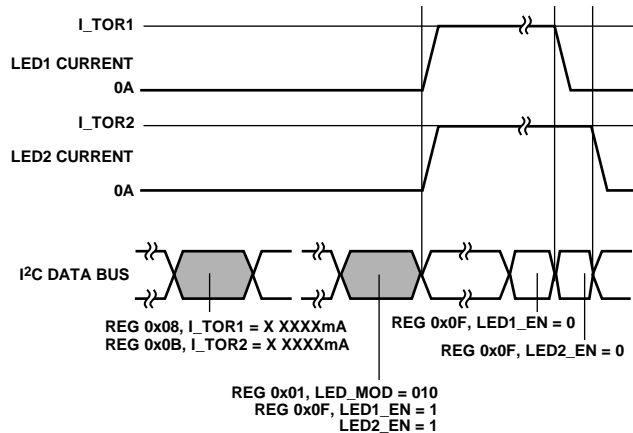 I_TOR1
LED1 CURRENT
0A
I_TOR2
LED2 CURRENT
0A
I2C DATA BUS
REG 0x08, I_TOR1 = X XXXXmA
REG 0x0B, I_TOR2 = X XXXXmA
REG 0x0F, LED1_EN = 0
REG 0x0F, LED2_EN = 0
REG 0x01, LED_MOD = 010
REG 0x0F, LED1_EN = 1
LED2_EN = 1